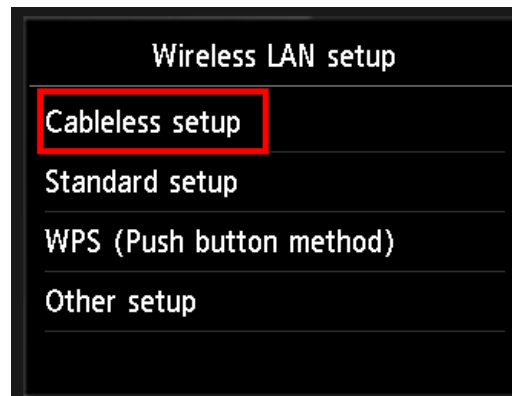 Wireless LAN setup
Cableless setup
Standard setup
WPS (Push button method)
Other setup